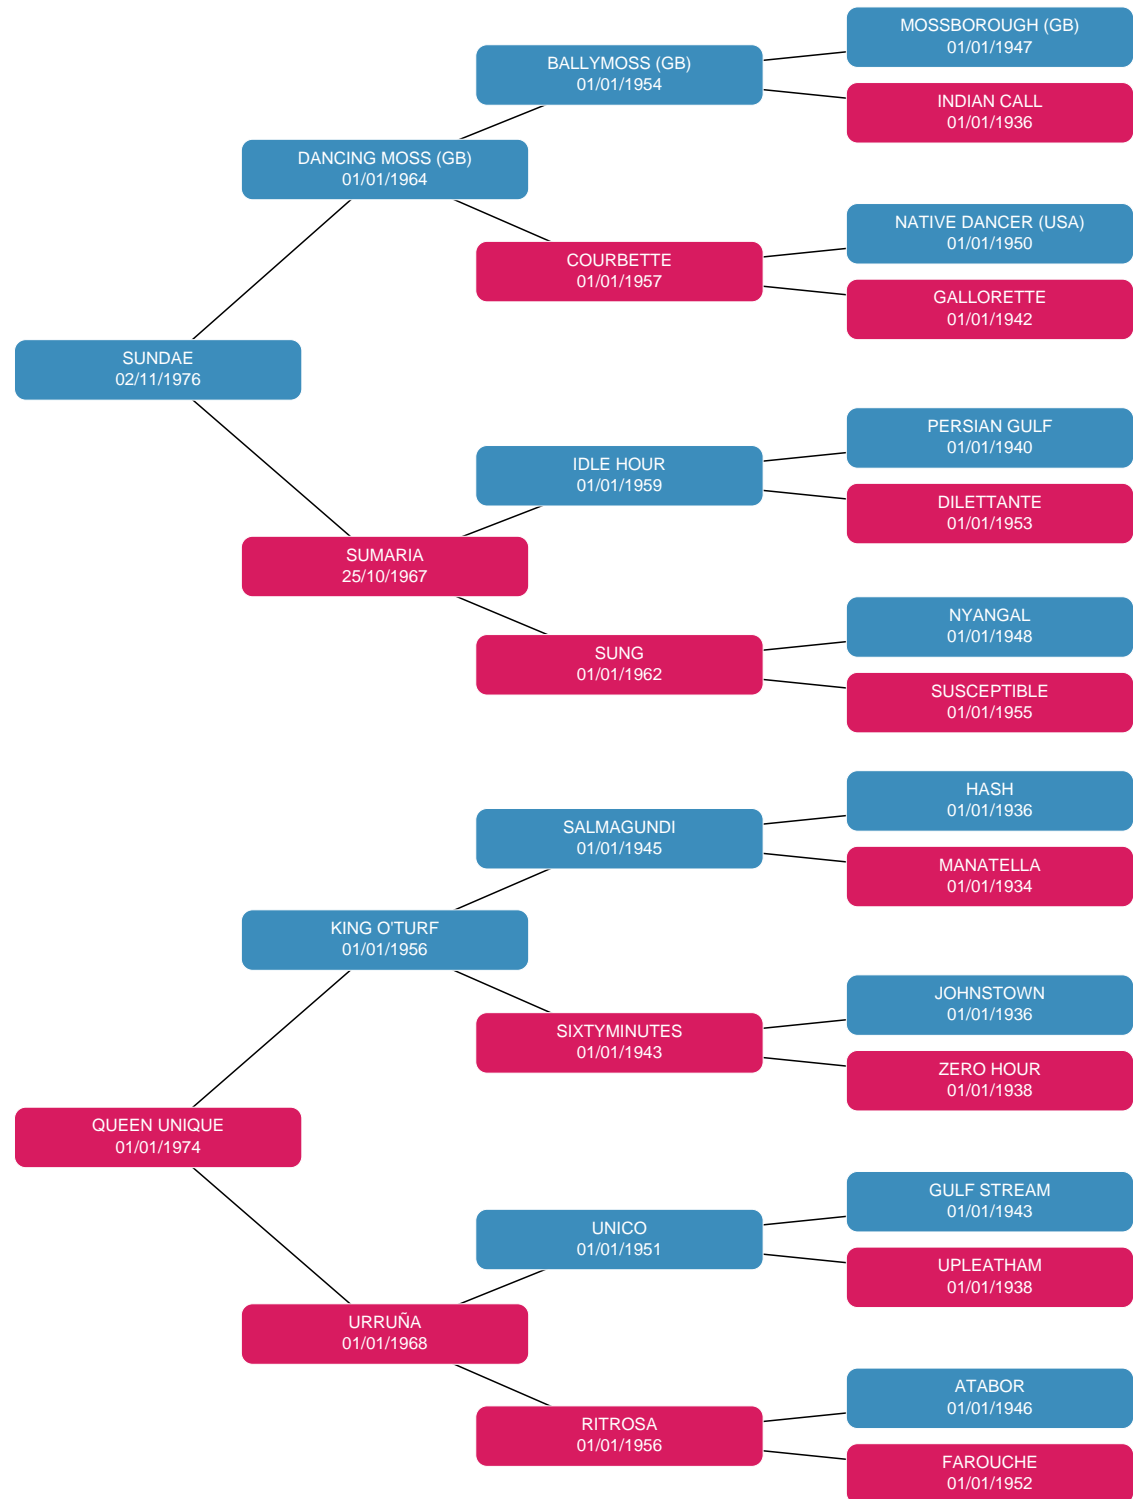 MOSSBOROUGH (GB)
01/01/1947
BALLYMOSS (GB)
01/01/1954
INDIAN CALL
01/01/1936
DANCING MOSS (GB)
01/01/1964
NATIVE DANCER (USA)
01/01/1950
COURBETTE
01/01/1957
GALLORETTE
01/01/1942
SUNDAE
02/11/1976
PERSIAN GULF
01/01/1940
IDLE HOUR
01/01/1959
DILETTANTE
01/01/1953
SUMARIA
25/10/1967
NYANGAL
01/01/1948
SUNG
01/01/1962
SUSCEPTIBLE
01/01/1955
HASH
01/01/1936
SALMAGUNDI
01/01/1945
MANATELLA
01/01/1934
KING O'TURF
01/01/1956
JOHNSTOWN
01/01/1936
SIXTYMINUTES
01/01/1943
ZERO HOUR
01/01/1938
QUEEN UNIQUE
01/01/1974
GULF STREAM
01/01/1943
UNICO
01/01/1951
UPLEATHAM
01/01/1938
URRUÑA
01/01/1968
ATABOR
01/01/1946
RITROSA
01/01/1956
FAROUCHE
01/01/1952